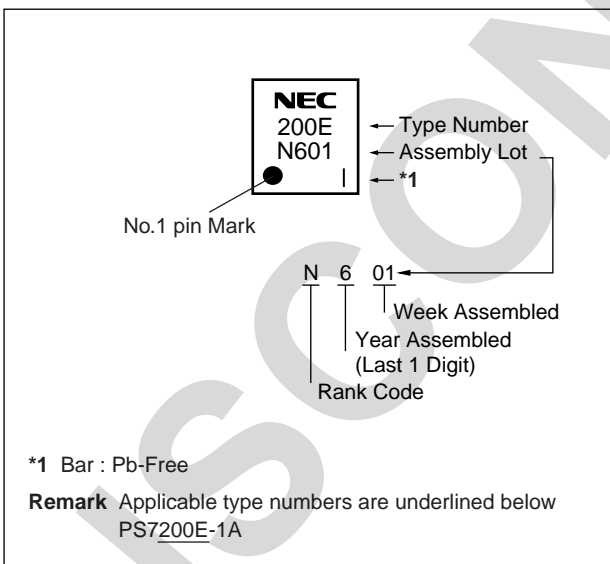 NEC
200E
N601
|
Type Number
Assembly Lot
*1
No.1 pin Mark
N 6 01
Week Assembled
Year Assembled
(Last 1 Digit)
Rank Code
*1 Bar : Pb-Free
Remark Applicable type numbers are underlined below
PS7200E-1A
ISCON